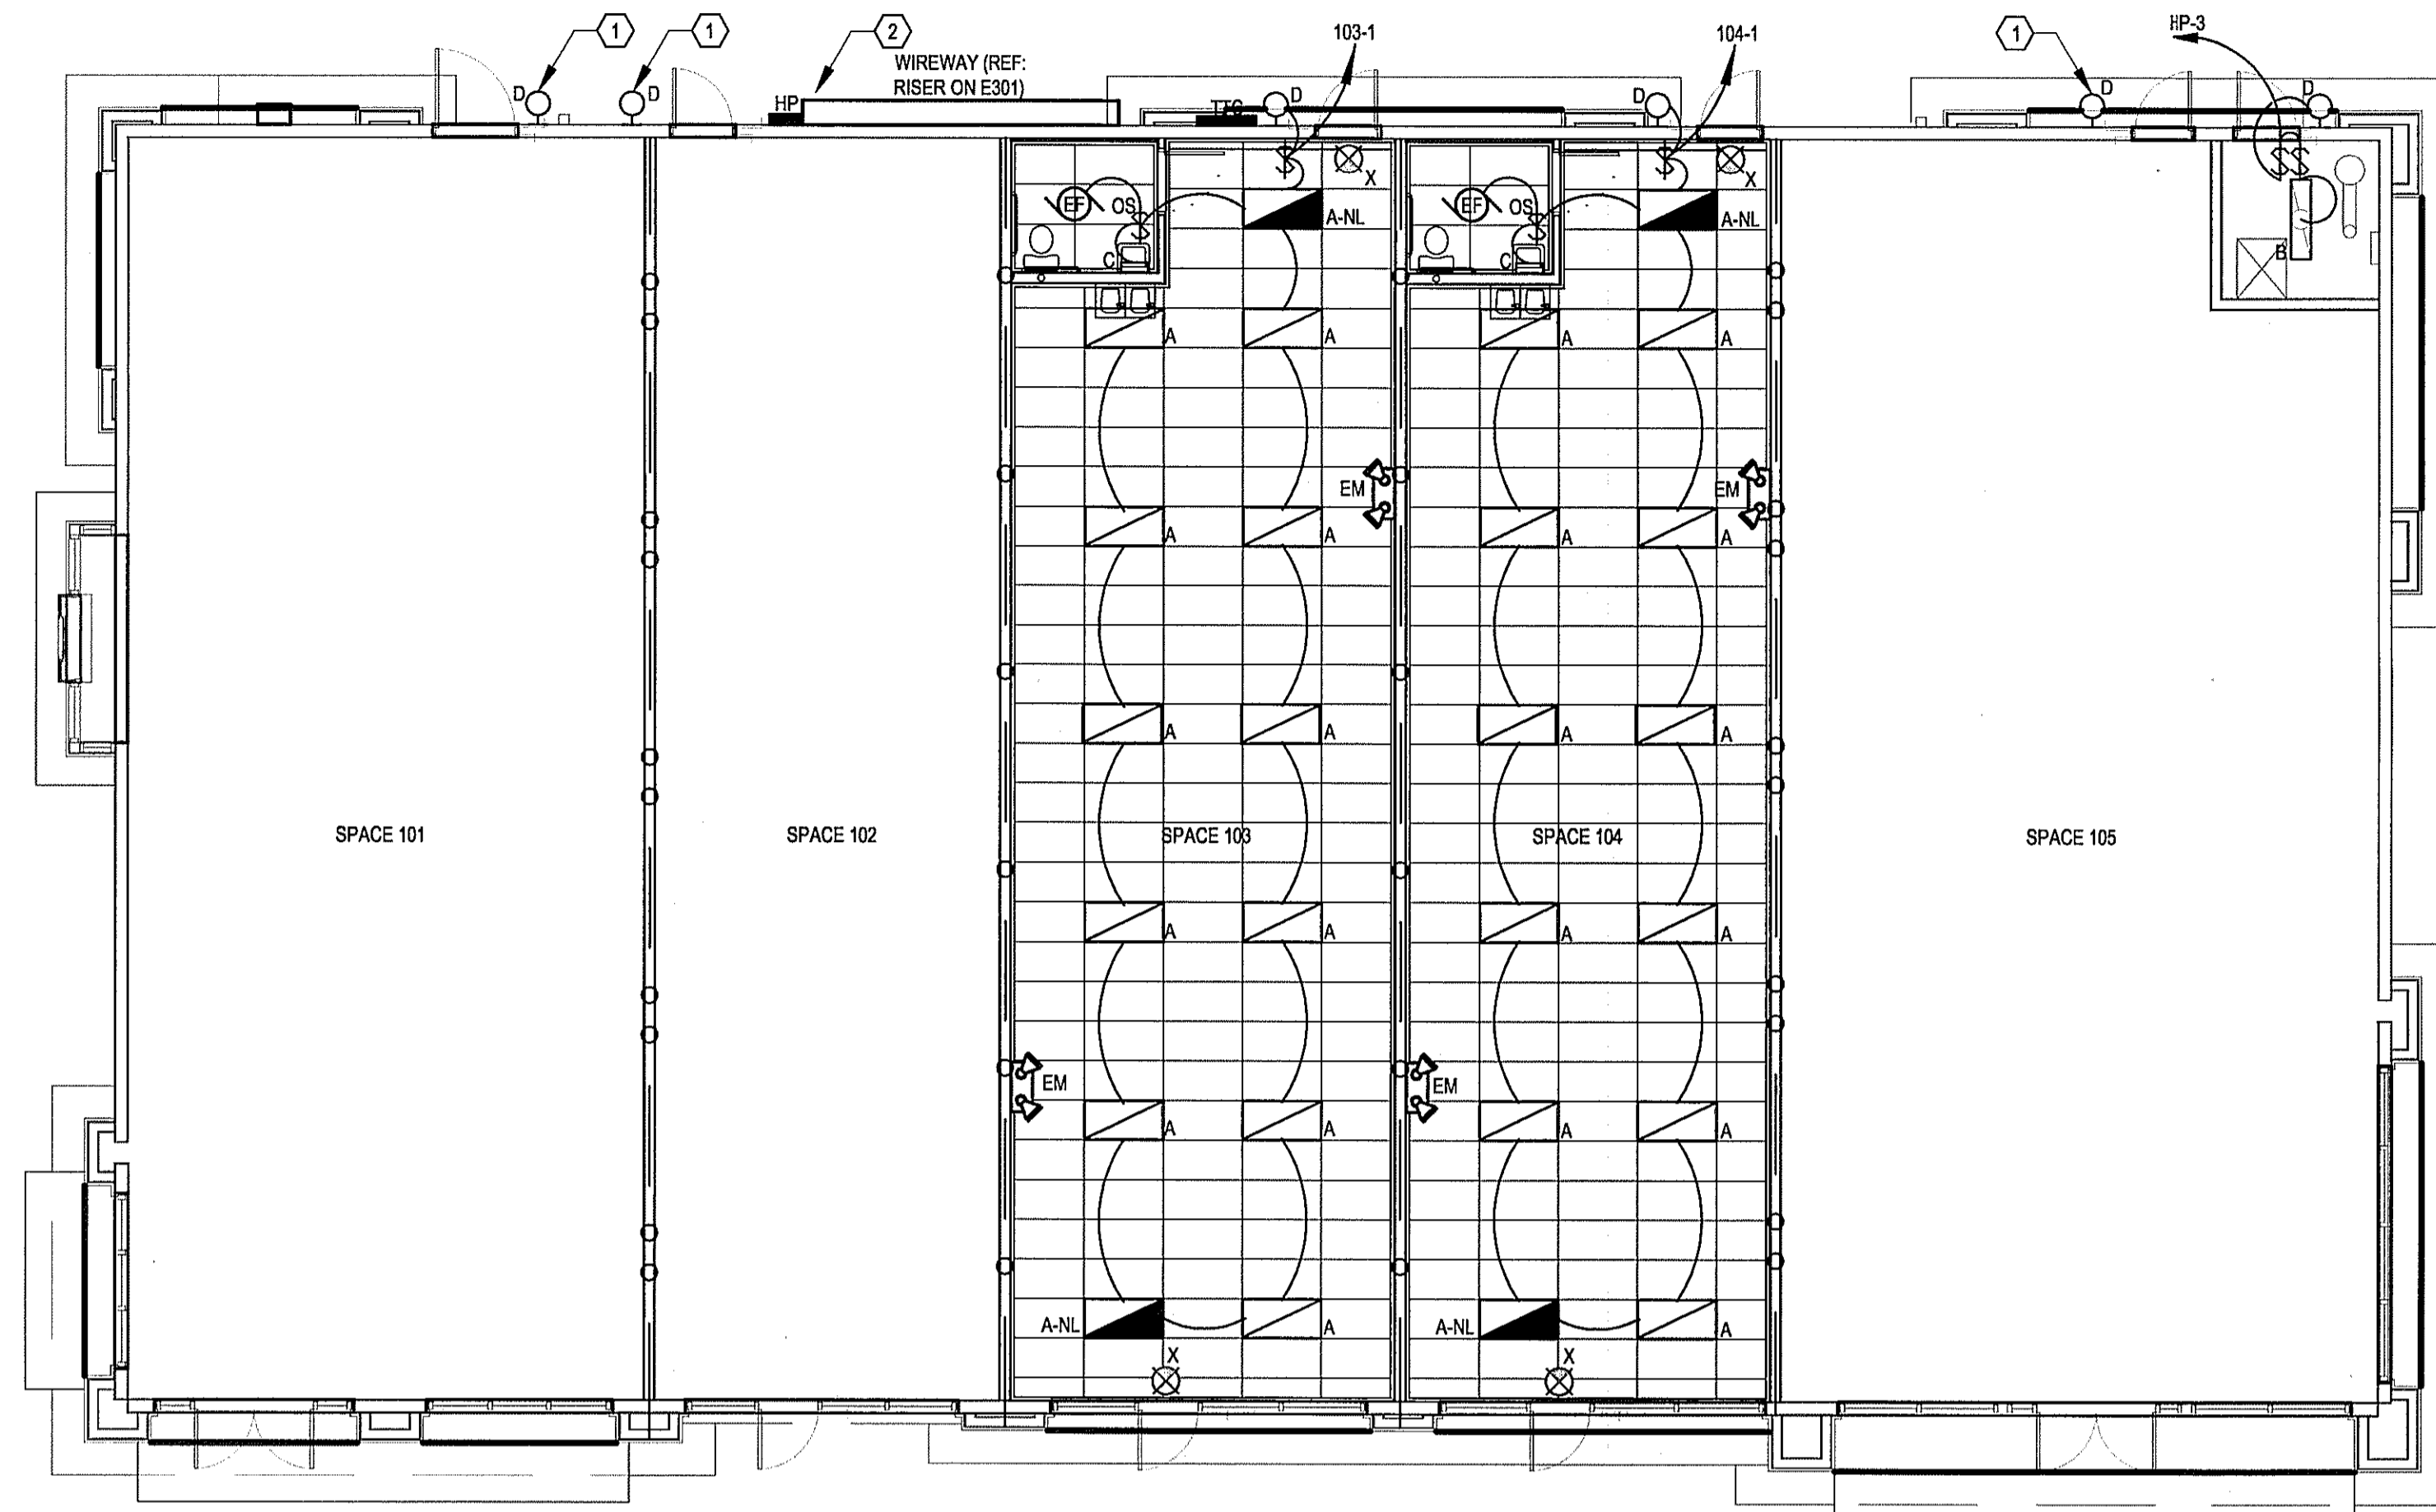 1
1
2
WIREWAY (REF:
RISER ON E301)
103-1
104-1
1
HP-3
D
D
HP
TTC
D
D
D
D
EF
OS
C
X
A-NL
EF
OS
C
X
A-NL
B
A
A
A
A
EM
EM
A
A
A
A
A
A
A
A
SPACE 101
SPACE 102
SPACE 103
SPACE 104
SPACE 105
A
A
A
A
EM
EM
A
A
A
A
A-NL
A
A-NL
A
X
X